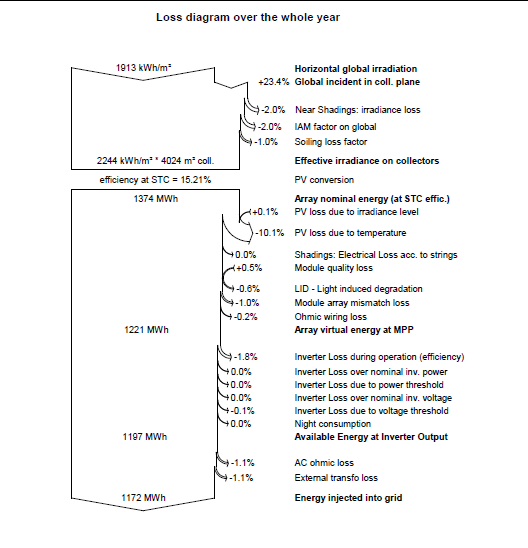 Loss diagram over the whole year
1913 kWh/m² Horizontal global irradiation
+23.4% Global incident in coll. plane
-2.0% Near Shadings: irradiance loss
-2.0% IAM factor on global
-1.0% Soiling loss factor
2244 kWh/m² * 4024 m² coll. Effective irradiance on collectors
efficiency at STC = 15.21% PV conversion
1374 MWh Array nominal energy (at STC effic.)
+0.1% PV loss due to irradiance level
-10.1% PV loss due to temperature
0.0% Shadings: Electrical Loss acc. to strings
+0.5% Module quality loss
-0.6% LID - Light induced degradation
-1.0% Module array mismatch loss
-0.2% Ohmic wiring loss
1221 MWh Array virtual energy at MPP
-1.8% Inverter Loss during operation (efficiency)
0.0% Inverter Loss over nominal inv. power
0.0% Inverter Loss due to power threshold
0.0% Inverter Loss over nominal inv. voltage
-0.1% Inverter Loss due to voltage threshold
0.0% Night consumption
1197 MWh Available Energy at Inverter Output
-1.1% AC ohmic loss
-1.1% External transfo loss
1172 MWh Energy injected into grid